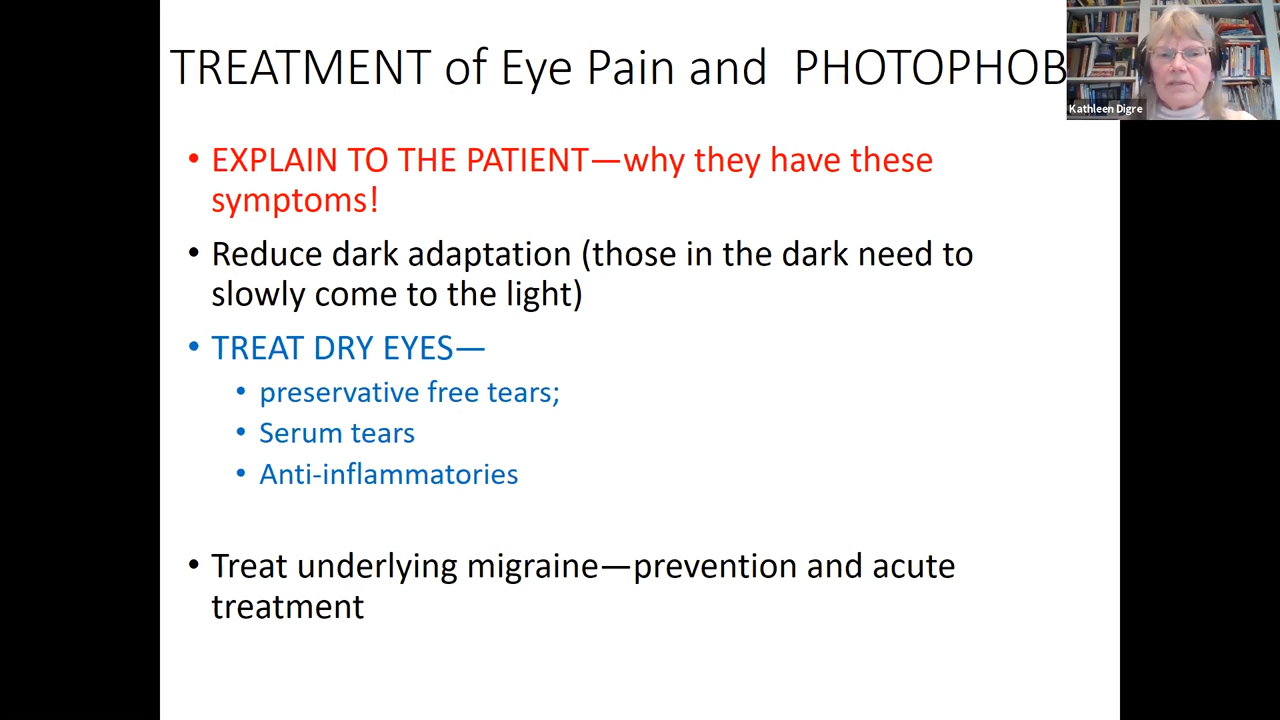 TREATMENT of Eye Pain and PHOTOPHOB
Kathleen Digre
• EXPLAIN TO THE PATIENT—why they have these
symptoms!
• Reduce dark adaptation (those in the dark need to
slowly come to the light)
• TREAT DRY EYES—
• preservative free tears;
• Serum tears
• Anti-inflammatories
• Treat underlying migraine—prevention and acute
treatment